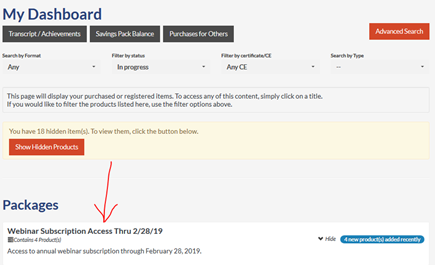 My Dashboard
Transcript / Achievements
Savings Pack Balance
Purchases for Others
Advanced Search
Search by Format
Filter by status
Filter by certificate/CE
Search by Type
Any
In progress
Any CE
--
This page will display your purchased or registered items. To access any of this content, simply click on a title.
If you would like to filter the products listed here, use the filter options above.
You have 18 hidden item(s). To view them, click the button below.
Show Hidden Products
Packages
Webinar Subscription Access Thru 2/28/19
Contains 4 Product(s)
Hide
4 new product(s) added recently
Access to annual webinar subscription through February 28, 2019.